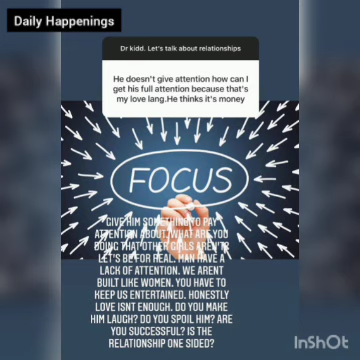 Daily Happenings
Dr kidd. Let's talk about relationships
He doesn't give attention how can I
get his full attention because that's
my love lang.He thinks it's money
FOCUS
GIVE HIM SOMETHING TO PAY
ATTENTION ABOUT. WHAT ARE YOU
DOING THAT OTHER GIRLS AREN'T?
LET'S BE FOR REAL. MAN HAVE A
LACK OF ATTENTION. WE ARENT
BUILT LIKE WOMEN. YOU HAVE TO
KEEP US ENTERTAINED. HONESTLY
LOVE ISNT ENOUGH. DO YOU MAKE
HIM LAUGH? DO YOU SPOIL HIM? ARE
YOU SUCCESSFUL? IS THE
RELATIONSHIP ONE SIDED?
InShOt